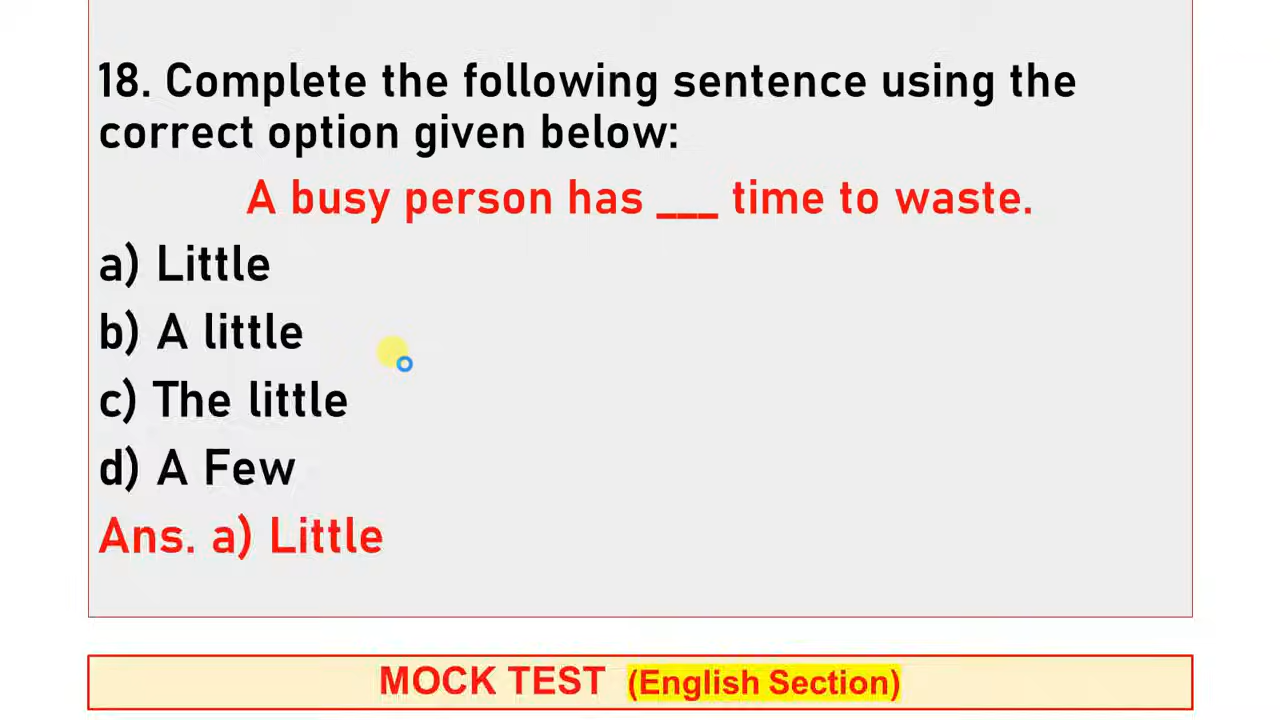 18. Complete the following sentence using the
correct option given below:
A busy person has ___ time to waste.
a) Little
b) A little
c) The little
d) A Few
Ans. a) Little
MOCK TEST (English Section)